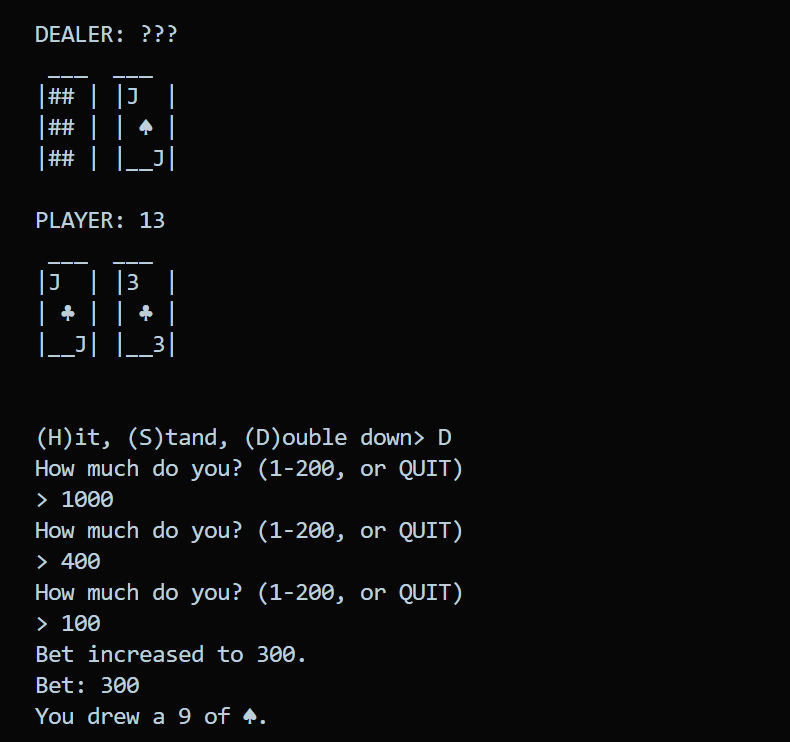 DEALER: ???
 ___  ___
|## | |J  |
|## | | ♠ |
|## | |__J|
PLAYER: 13
 ___  ___
|J  | |3  |
| ♣ | | ♣ |
|__J| |__3|
(H)it, (S)tand, (D)ouble down> D
How much do you? (1-200, or QUIT)
> 1000
How much do you? (1-200, or QUIT)
> 400
How much do you? (1-200, or QUIT)
> 100
Bet increased to 300.
Bet: 300
You drew a 9 of ♠.